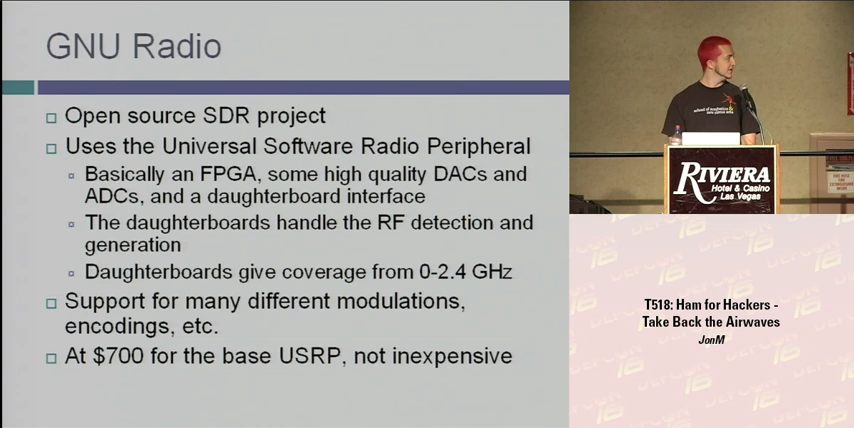 GNU Radio
Open source SDR project
Uses the Universal Software Radio Peripheral
Basically an FPGA, some high quality DACs and
ADCs, and a daughterboard interface
The daughterboards handle the RF detection and
generation
Daughterboards give coverage from 0-2.4 GHz
Support for many different modulations,
encodings, etc.
At $700 for the base USRP, not inexpensive
RIVIERA
Hotel & Casino
Las Vegas
T518: Ham for Hackers -
Take Back the Airwaves
JonM